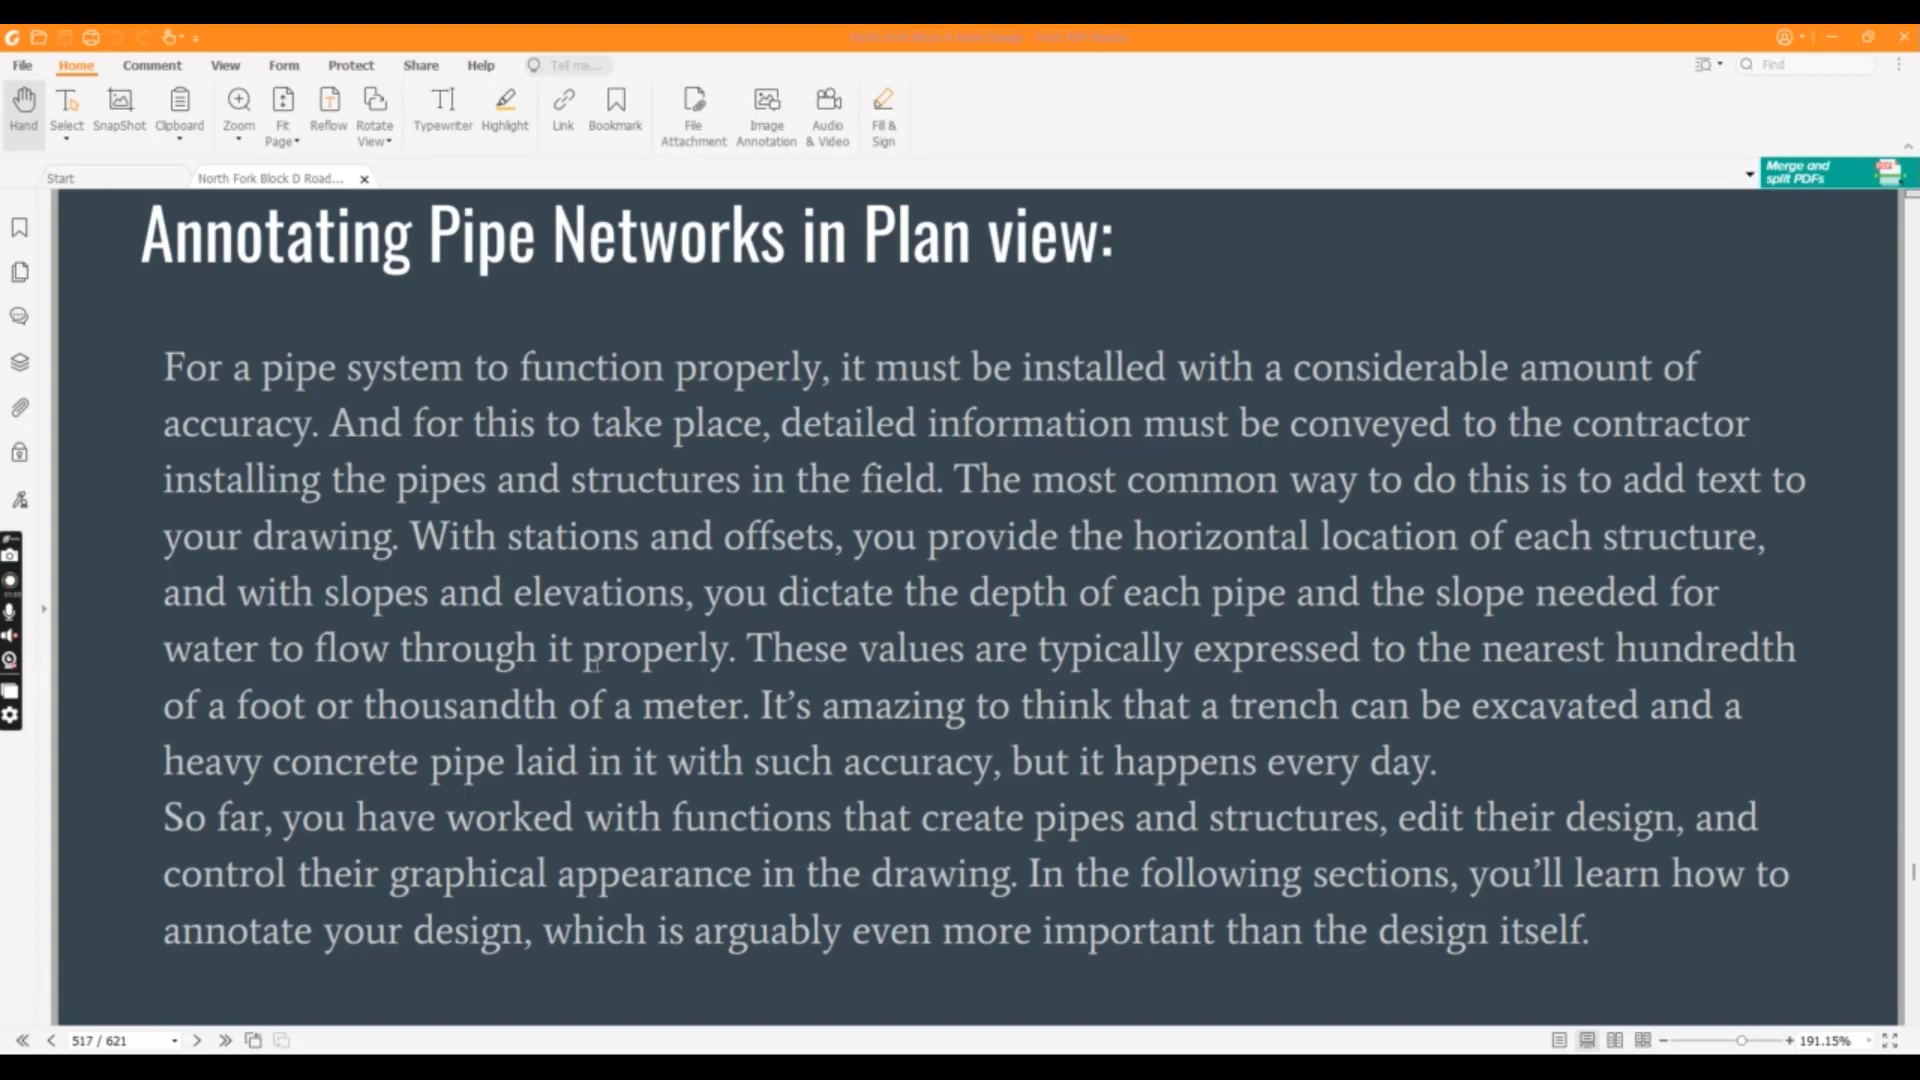 File Home Comment View Form Protect Share Help Tell me... Find
Hand Select SnapShot Clipboard Zoom Fit Page Reflow Rotate View Typewriter Highlight Link Bookmark File Attachment Image Annotation Audio & Video Fill & Sign
Start North Fork Block D Road... Merge and split PDFs
Annotating Pipe Networks in Plan view:
For a pipe system to function properly, it must be installed with a considerable amount of
accuracy. And for this to take place, detailed information must be conveyed to the contractor
installing the pipes and structures in the field. The most common way to do this is to add text to
your drawing. With stations and offsets, you provide the horizontal location of each structure,
and with slopes and elevations, you dictate the depth of each pipe and the slope needed for
water to flow through it properly. These values are typically expressed to the nearest hundredth
of a foot or thousandth of a meter. It’s amazing to think that a trench can be excavated and a
heavy concrete pipe laid in it with such accuracy, but it happens every day.
So far, you have worked with functions that create pipes and structures, edit their design, and
control their graphical appearance in the drawing. In the following sections, you’ll learn how to
annotate your design, which is arguably even more important than the design itself.
517 / 621 191.15%